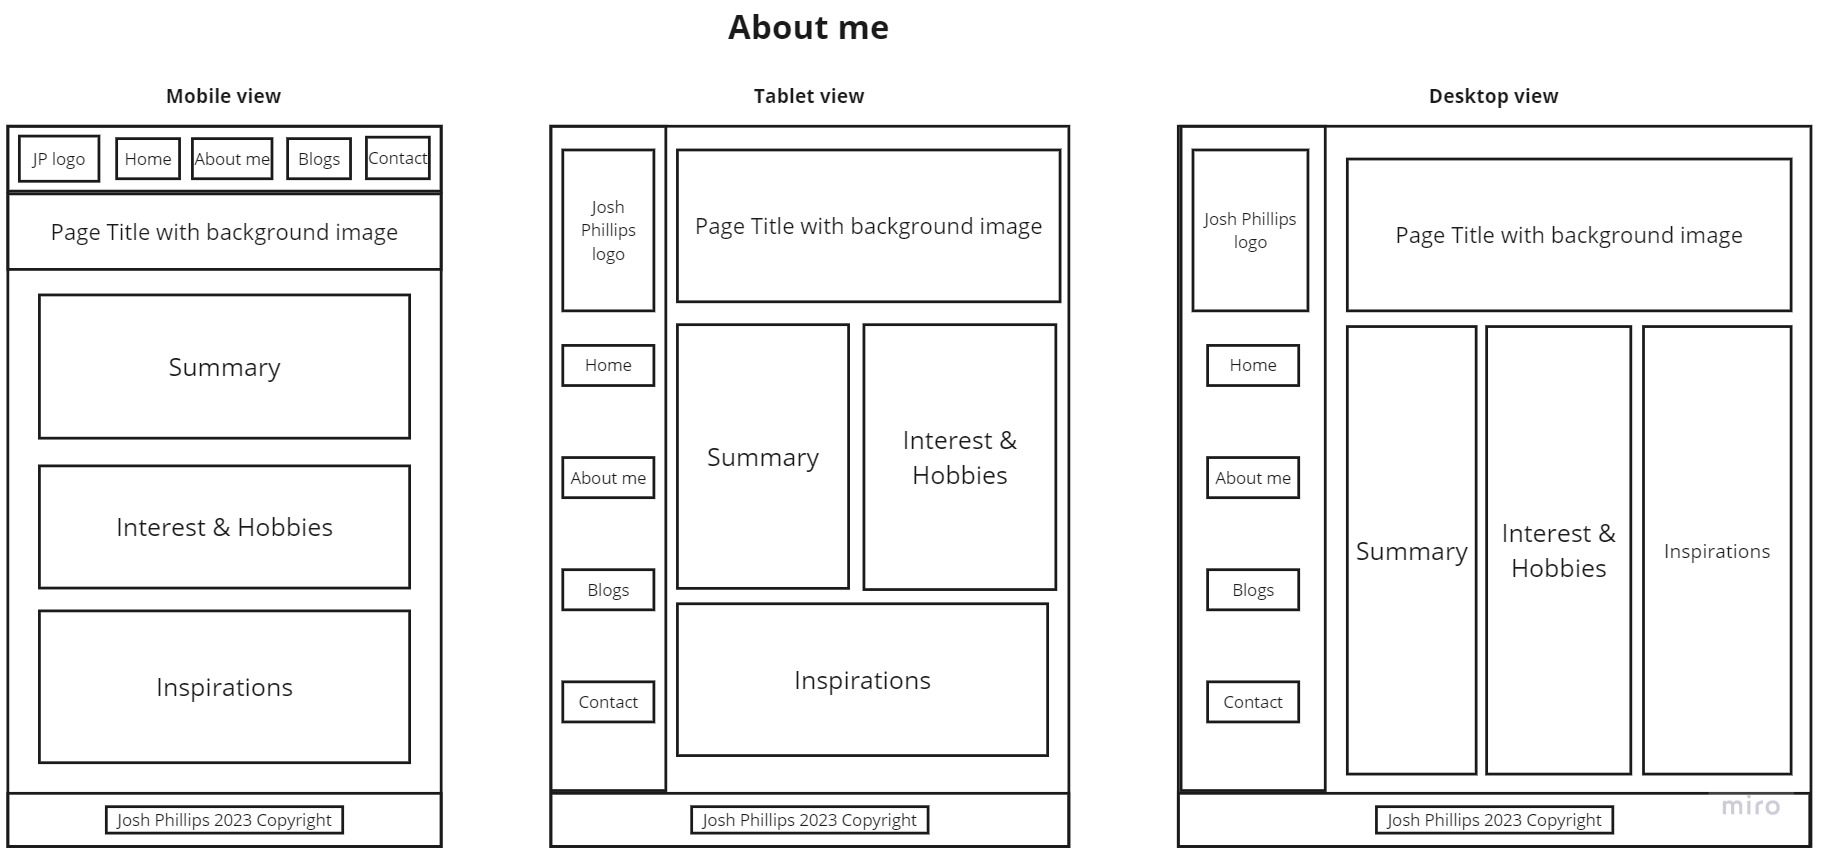 About me
Mobile view
JP logo
Home
About me
Blogs
Contact
Page Title with background image
Summary
Interest & Hobbies
Inspirations
Josh Phillips 2023 Copyright
Tablet view
Josh
Phillips
logo
Home
About me
Blogs
Contact
Page Title with background image
Summary
Interest &
Hobbies
Inspirations
Josh Phillips 2023 Copyright
Desktop view
Josh Phillips
logo
Home
About me
Blogs
Contact
Page Title with background image
Summary
Interest &
Hobbies
Inspirations
Josh Phillips 2023 Copyright
miro